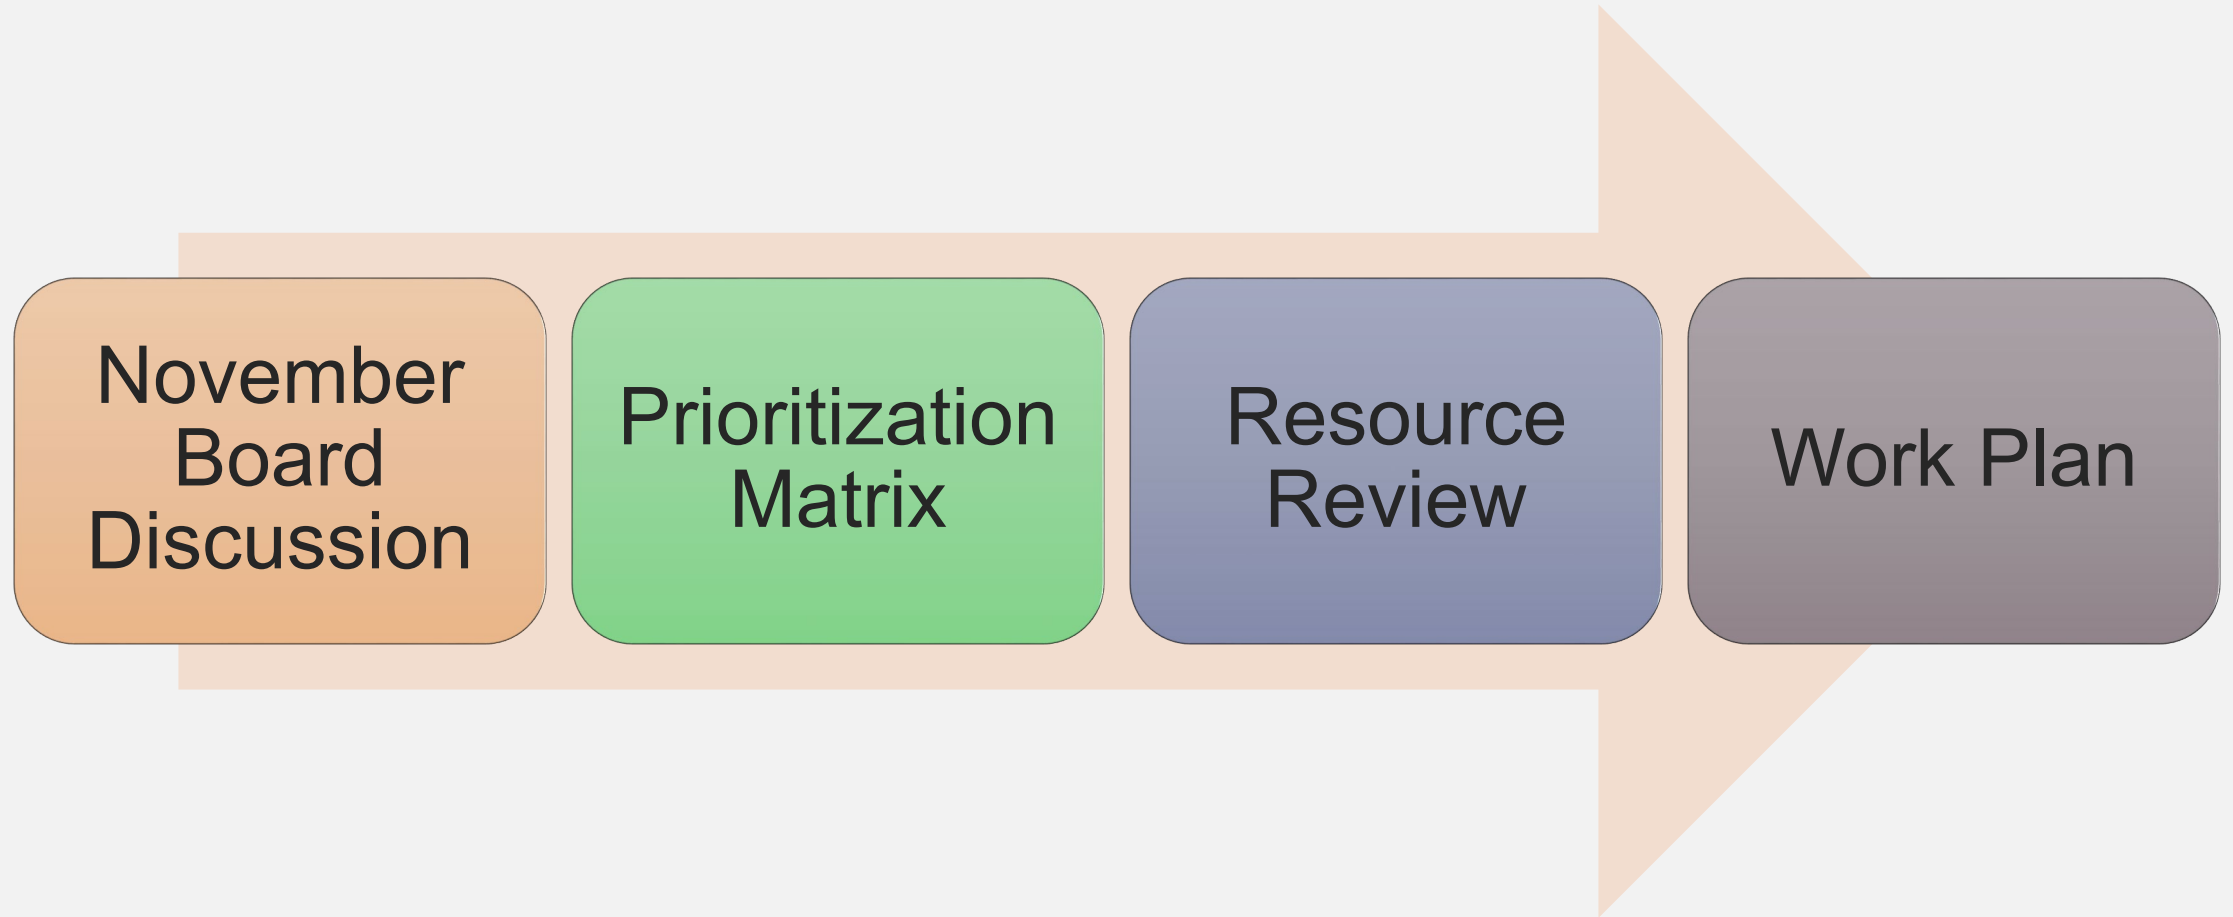 November
Board
Discussion
Prioritization
Matrix
Resource
Review
Work Plan